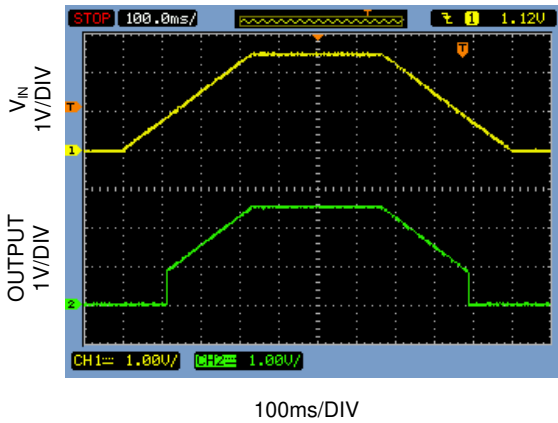 STOP 100.0ms/ T 1 1.12V
T
T
1
2
V_IN
1V/DIV
OUTPUT
1V/DIV
CH1 1.00V/ CH2 1.00V/
100ms/DIV